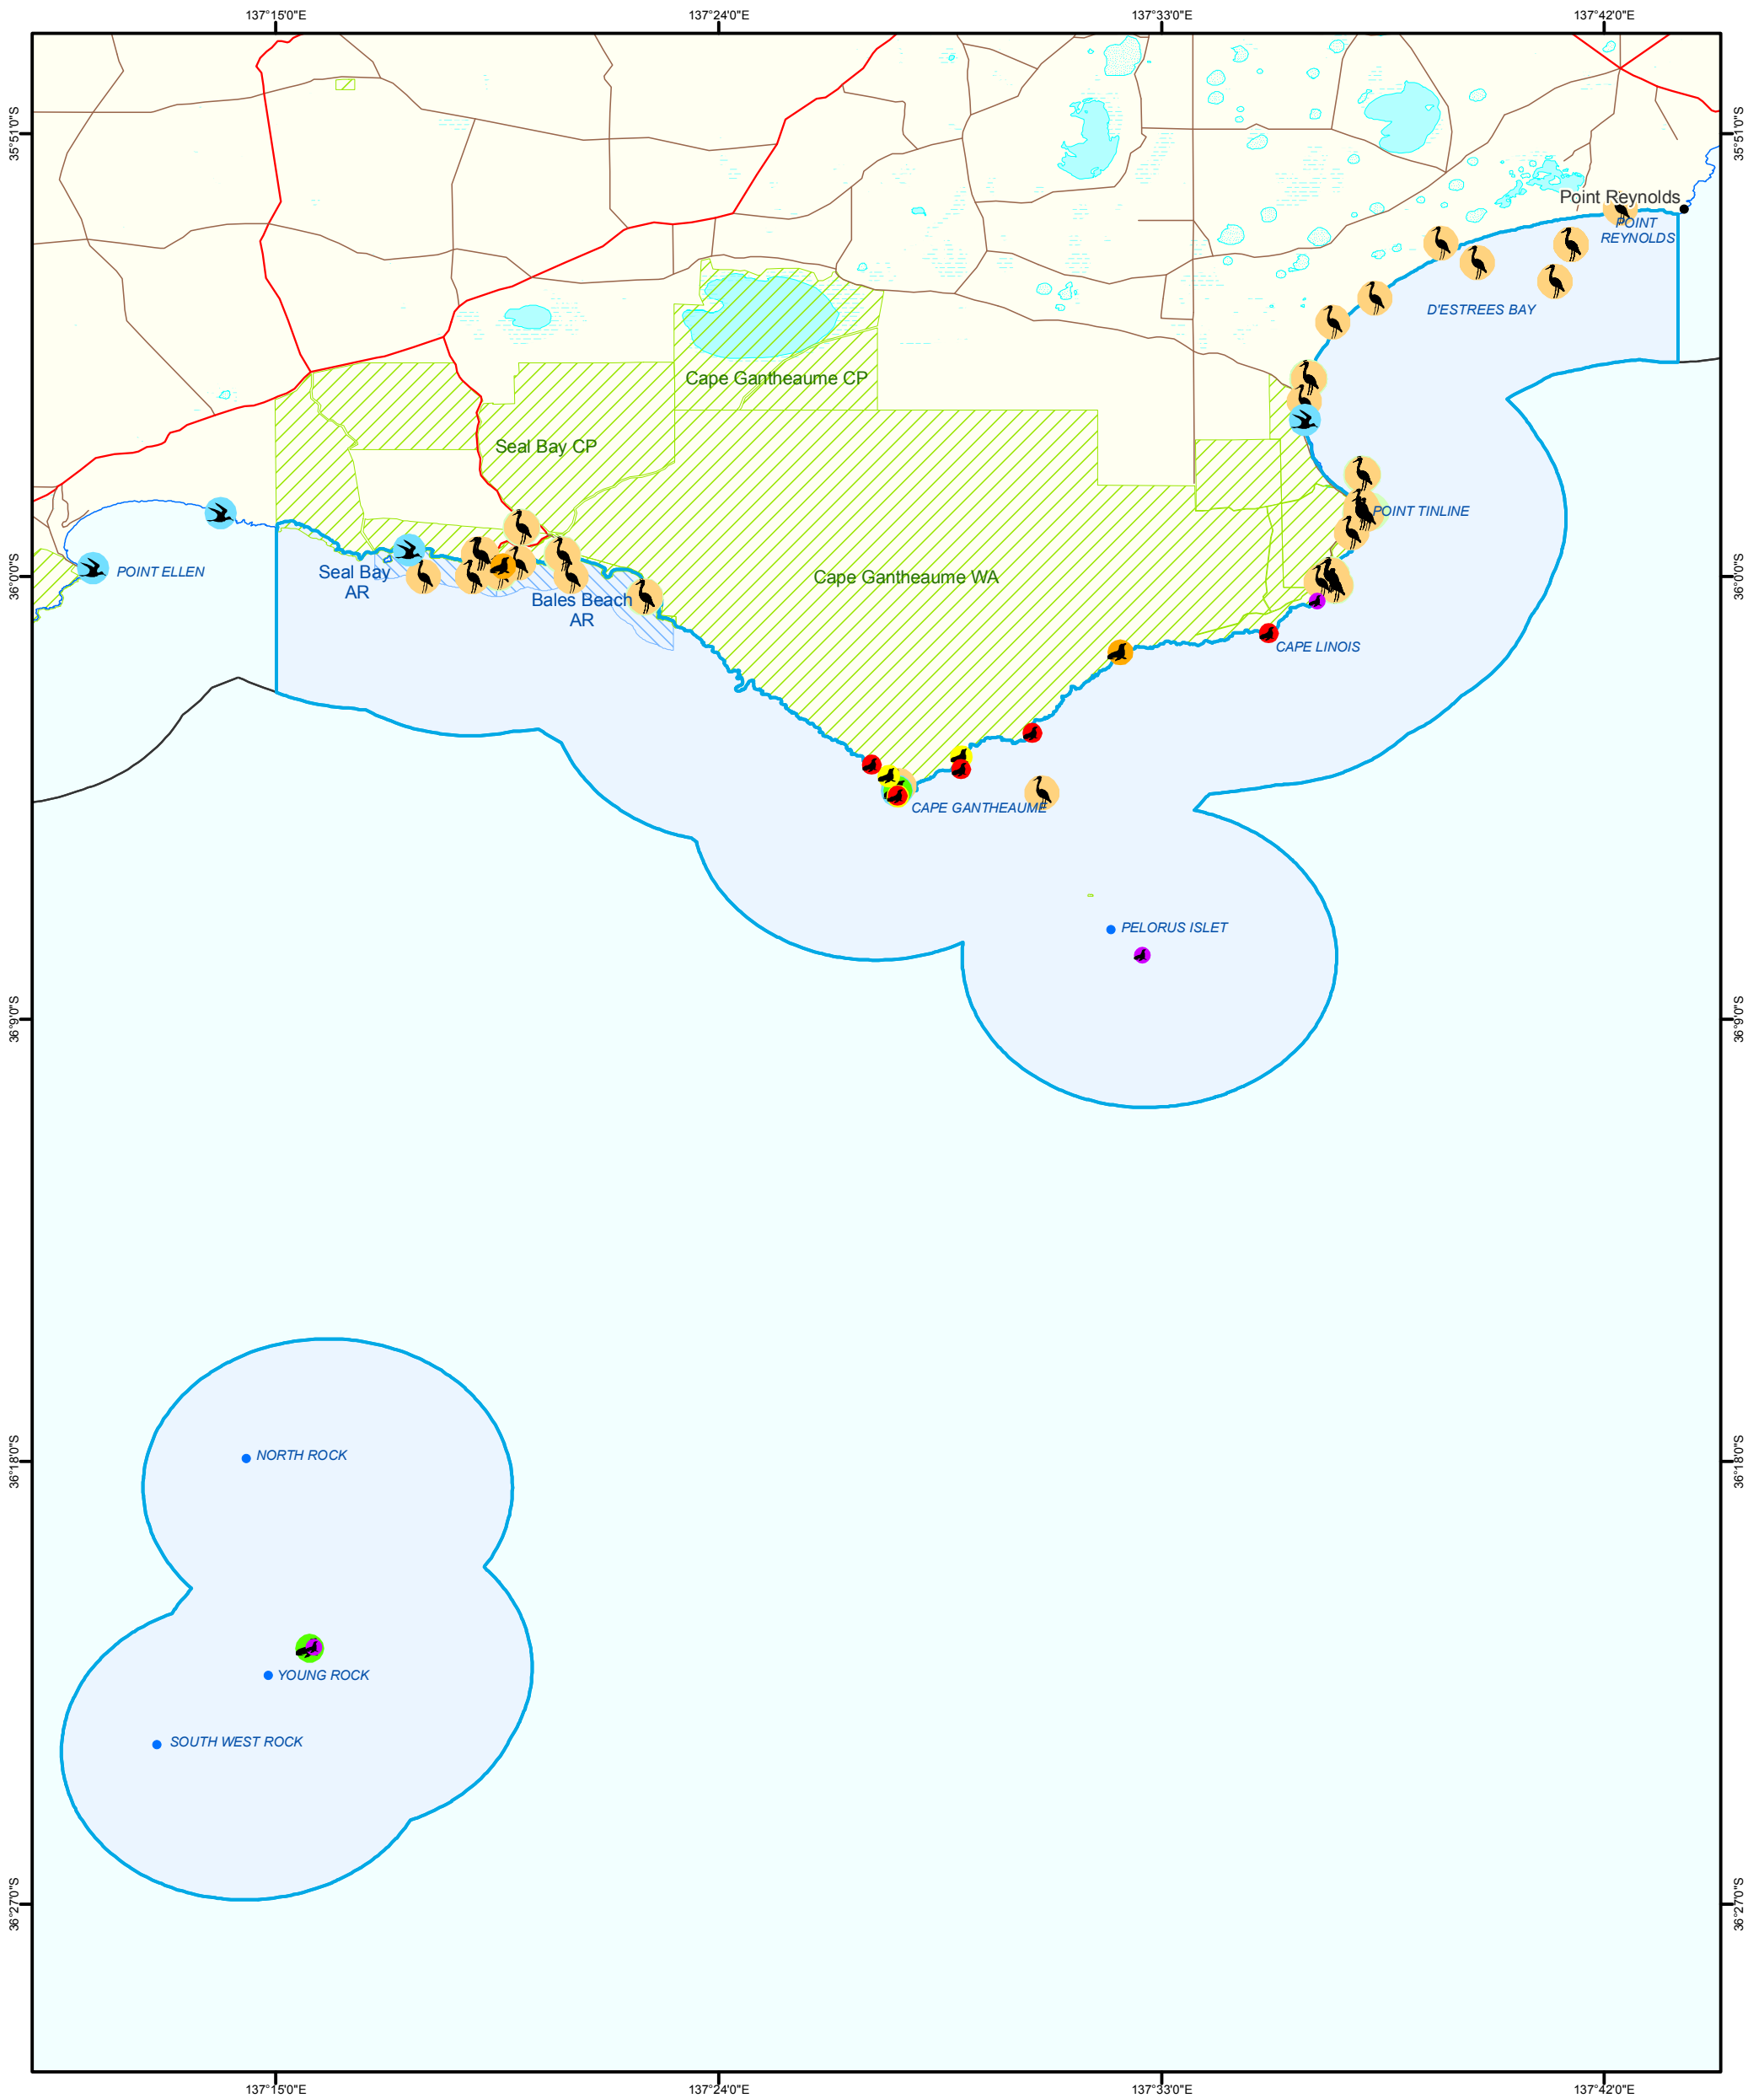 137°15'0"E
137°24'0"E
137°33'0"E
137°42'0"E
35°51'0"S
35°51'0"S
Point Reynolds
POINT
REYNOLDS
D'ESTREES BAY
Cape Gantheaume CP
Seal Bay CP
POINT TINLINE
36°0'0"S
36°0'0"S
POINT ELLEN
Seal Bay
AR
Cape Gantheaume WA
Bales Beach
AR
CAPE LINOIS
CAPE GANTHEAUME
PELORUS ISLET
36°9'0"S
36°9'0"S
NORTH ROCK
36°18'0"S
36°18'0"S
YOUNG ROCK
SOUTH WEST ROCK
36°27'0"S
36°27'0"S
137°15'0"E
137°24'0"E
137°33'0"E
137°42'0"E